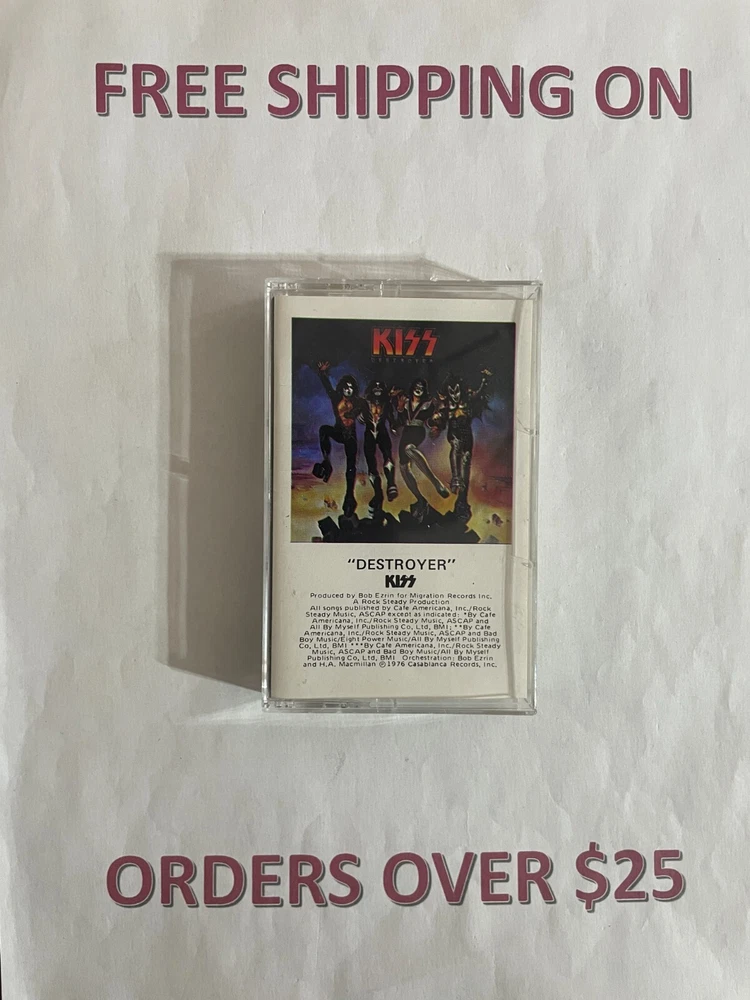 FREE SHIPPING ON
KISS
DESTROYER
"DESTROYER"
KISS
Produced by Bob Ezrin for Migration Records Inc.
A Rock Steady Production
All songs published by Cafe Americana, Inc./Rock
Steady Music, ASCAP except as indicated: *By Cafe
Americana, Inc./Rock Steady Music, ASCAP and
All By Myself Publishing Co, Ltd, BMI; **By Cafe
Americana, Inc./Rock Steady Music, ASCAP and Bad
Boy Music/Eight Power Music/All By Myself Publishing
Co, Ltd, BMI ***By Cafe Americana, Inc./Rock Steady
Music, ASCAP and Bad Boy Music/All By Myself
Publishing Co, Ltd, BMI Orchestration: Bob Ezrin
and H.A. Macmillan ℗1976 Casablanca Records, Inc.
ORDERS OVER $25